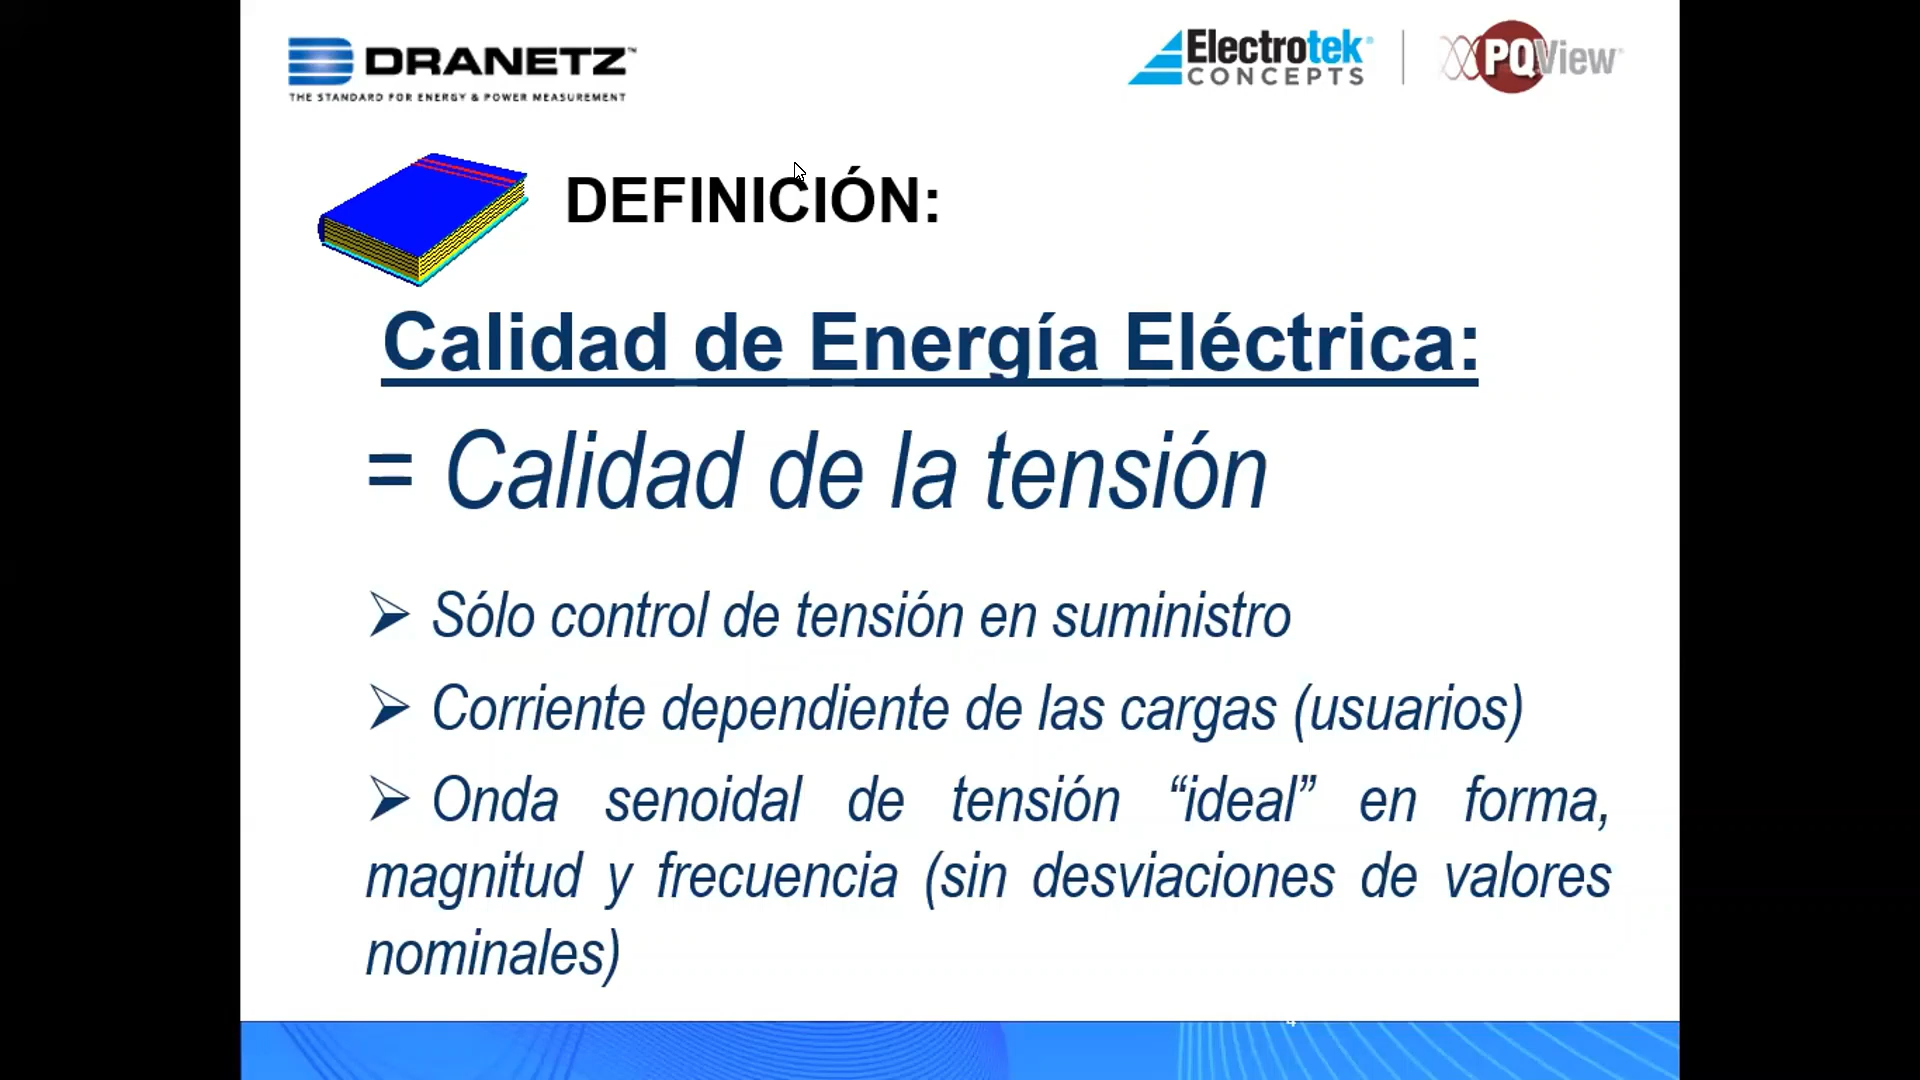 DRANETZ™
THE STANDARD FOR ENERGY & POWER MEASUREMENT
Electrotek®
CONCEPTS
PQView®
DEFINICIÓN:
Calidad de Energía Eléctrica:
= Calidad de la tensión
➢ Sólo control de tensión en suministro
➢ Corriente dependiente de las cargas (usuarios)
➢ Onda senoidal de tensión “ideal” en forma,
magnitud y frecuencia (sin desviaciones de valores
nominales)
4